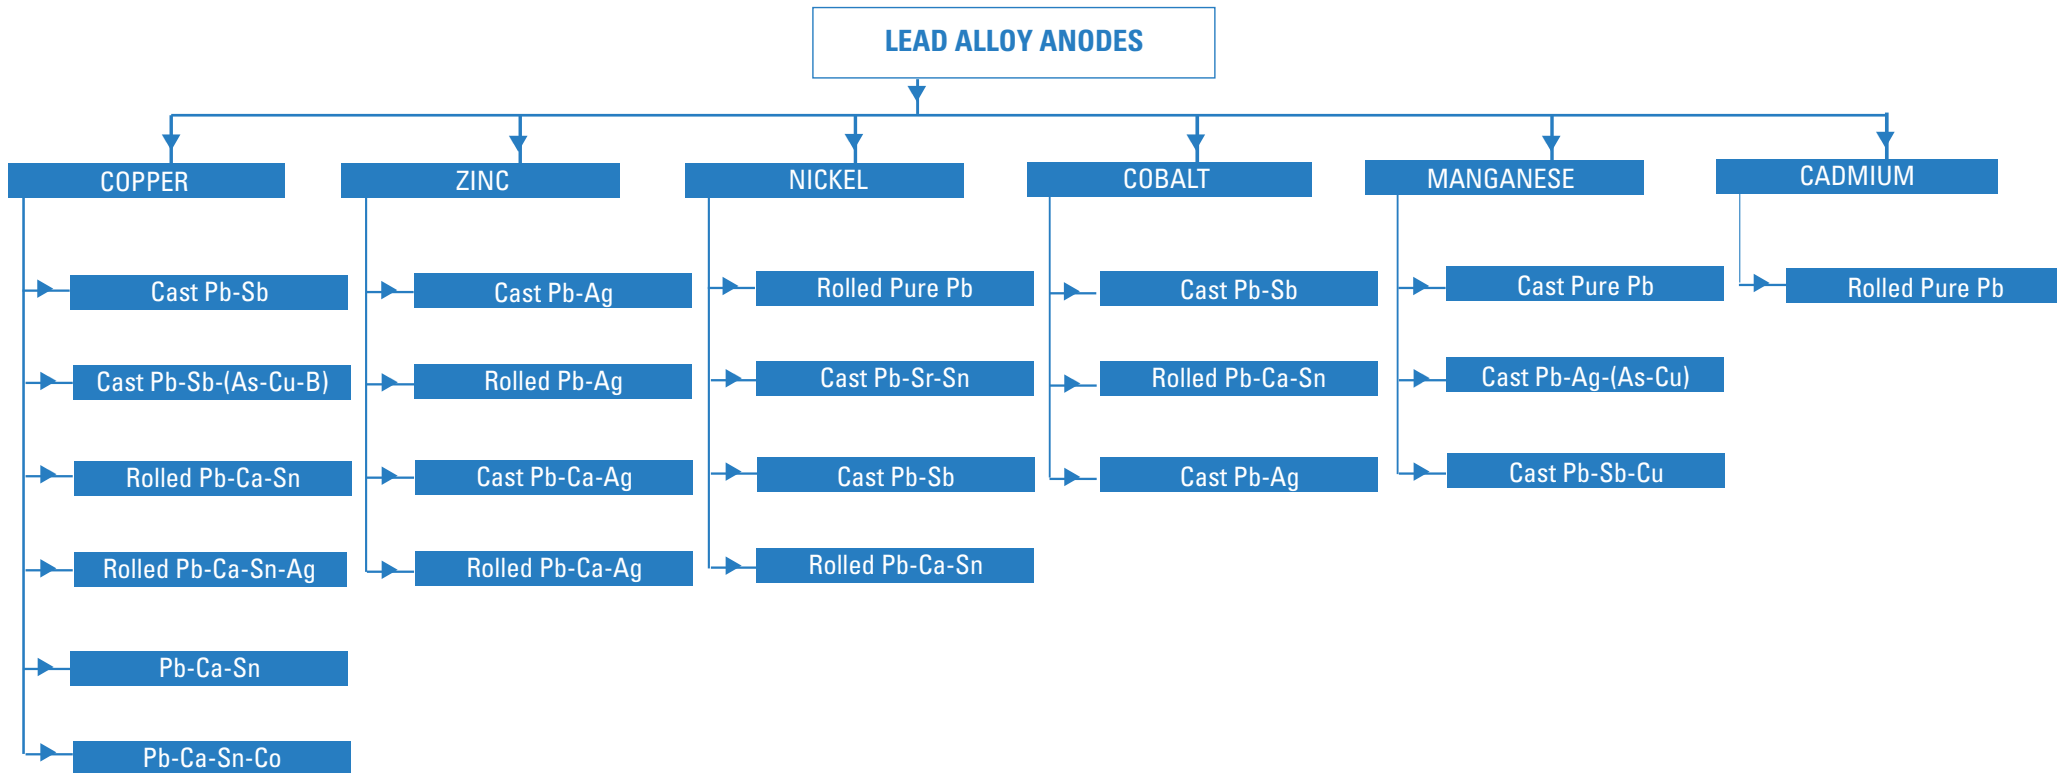 LEAD ALLOY ANODES
COPPER
Cast Pb-Sb
Cast Pb-Sb-(As-Cu-B)
Rolled Pb-Ca-Sn
Rolled Pb-Ca-Sn-Ag
Pb-Ca-Sn
Pb-Ca-Sn-Co
ZINC
Cast Pb-Ag
Rolled Pb-Ag
Cast Pb-Ca-Ag
Rolled Pb-Ca-Ag
NICKEL
Rolled Pure Pb
Cast Pb-Sr-Sn
Cast Pb-Sb
Rolled Pb-Ca-Sn
COBALT
Cast Pb-Sb
Rolled Pb-Ca-Sn
Cast Pb-Ag
MANGANESE
Cast Pure Pb
Cast Pb-Ag-(As-Cu)
Cast Pb-Sb-Cu
CADMIUM
Rolled Pure Pb